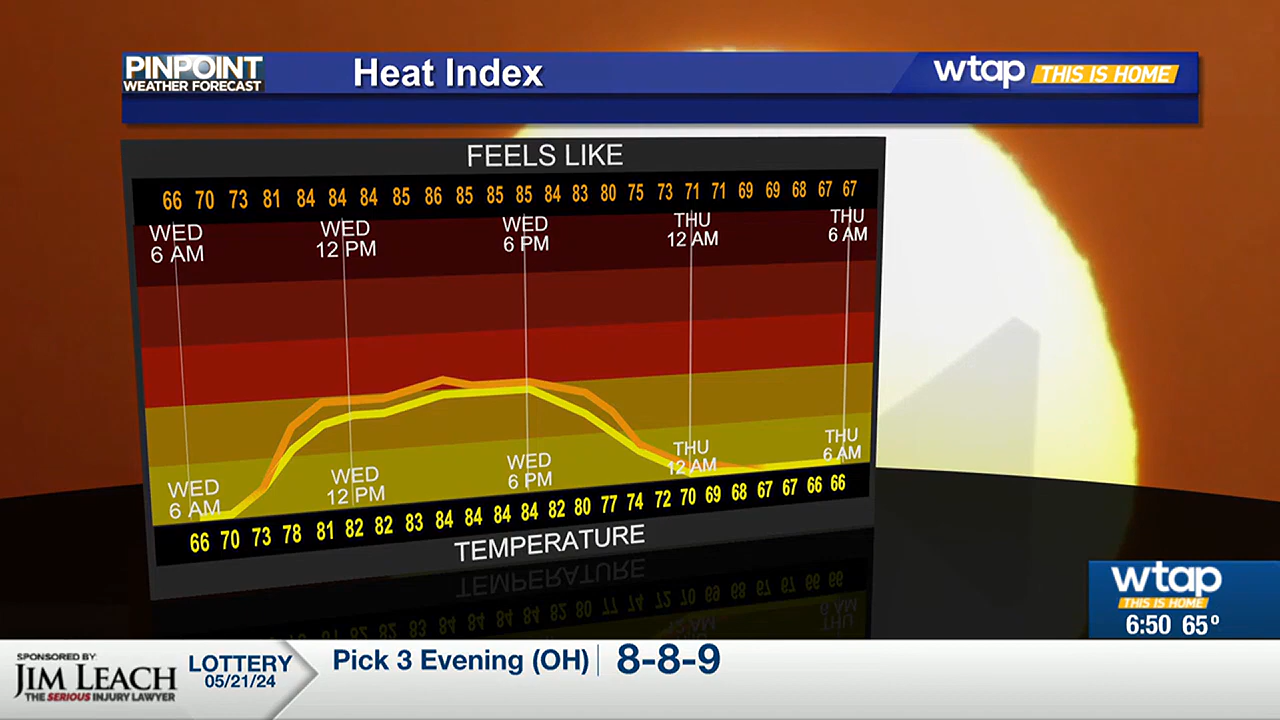 PINPOINT
WEATHER FORECAST
Heat Index
wtap THIS IS HOME
FEELS LIKE
66 70 73 81 84 84 84 85 86 85 85 85 84 83 80 75 73 71 71 69 69 68 67 67
WED
6 AM
WED
12 PM
WED
6 PM
THU
12 AM
THU
6 AM
WED
6 AM
WED
12 PM
WED
6 PM
THU
12 AM
THU
6 AM
66 70 73 78 81 82 82 83 84 84 84 84 82 80 77 74 72 70 69 68 67 67 66 66
TEMPERATURE
wtap
THIS IS HOME
6:50 65°
SPONSORED BY:
JIM LEACH
THE SERIOUS INJURY LAWYER
LOTTERY
05/21/24
Pick 3 Evening (OH) 8-8-9